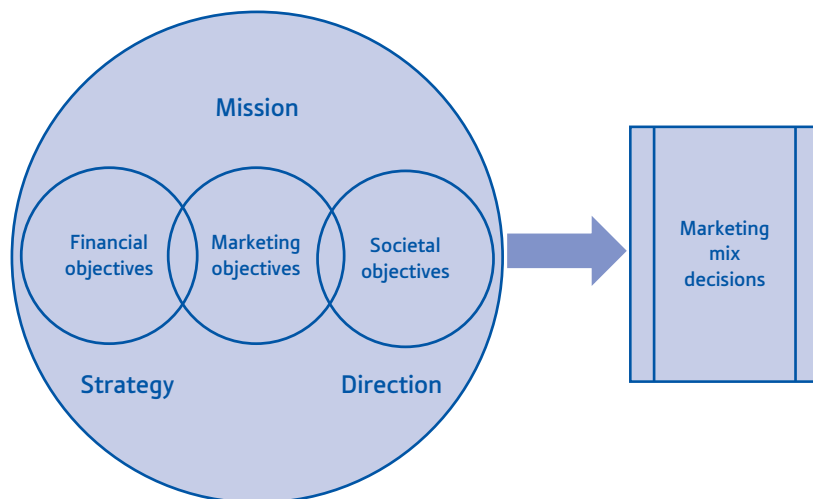 Mission
Financial
objectives
Marketing
objectives
Societal
objectives
Strategy
Direction
Marketing
mix
decisions